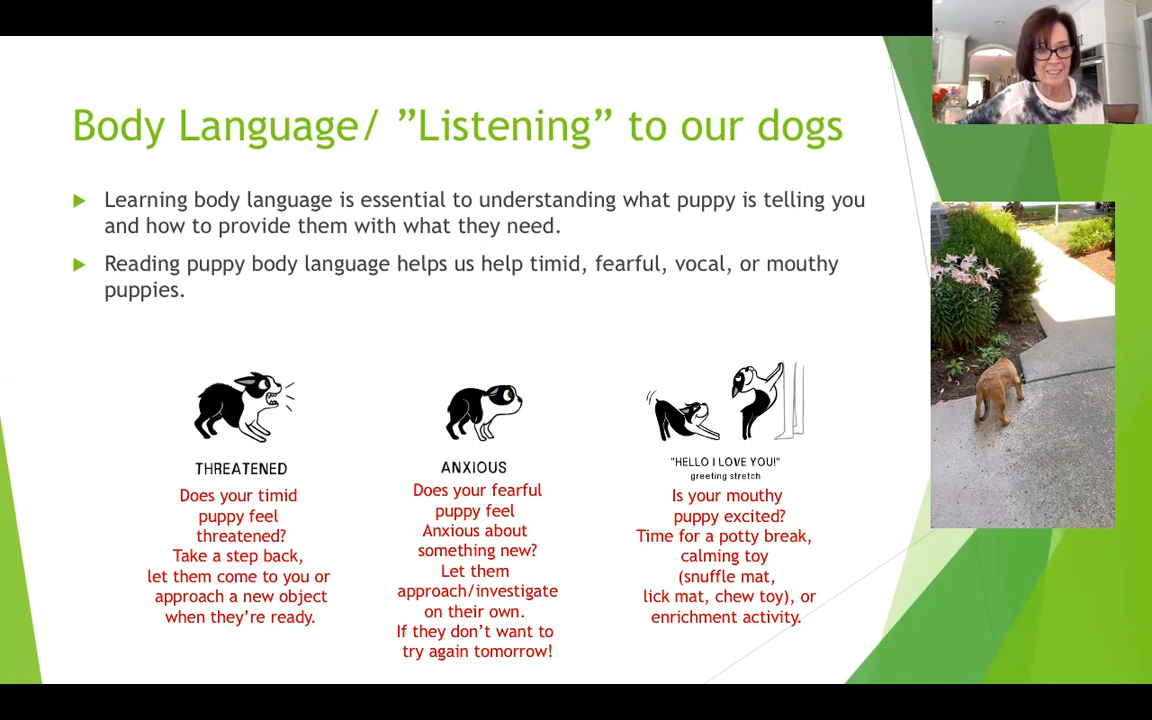 Body Language/ ”Listening” to our dogs
Learning body language is essential to understanding what puppy is telling you
and how to provide them with what they need.
Reading puppy body language helps us help timid, fearful, vocal, or mouthy
puppies.
THREATENED
Does your timid
puppy feel
threatened?
Take a step back,
let them come to you or
approach a new object
when they’re ready.
ANXIOUS
Does your fearful
puppy feel
Anxious about
something new?
Let them
approach/investigate
on their own.
If they don’t want to
try again tomorrow!
"HELLO I LOVE YOU!"
greeting stretch
Is your mouthy
puppy excited?
Time for a potty break,
calming toy
(snuffle mat,
lick mat, chew toy), or
enrichment activity.